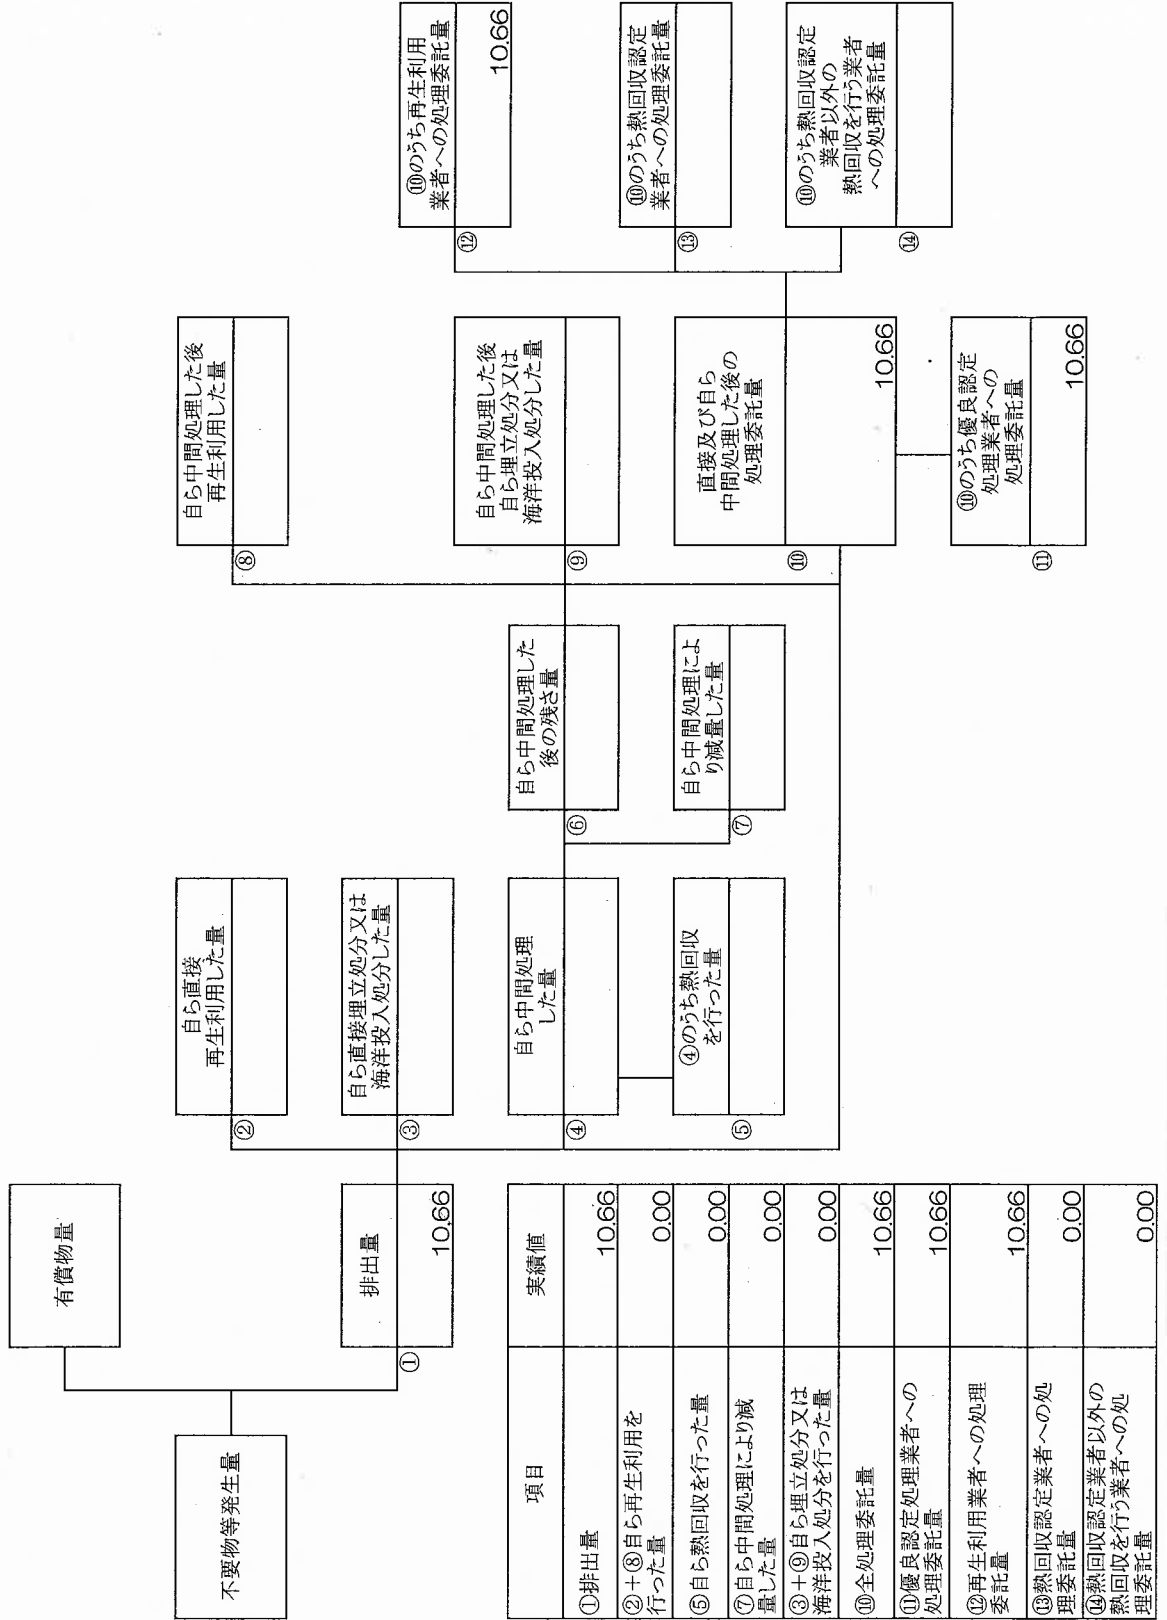 不要物等発生量
有償物量
排出量
①
10.66
②
自ら直接
再生利用した量
③
自ら直接埋立処分又は
海洋投入処分した量
④
自ら中間処理
した量
⑤
④のうち熱回収
を行った量
⑥
自ら中間処理した
後の残さ量
⑦
自ら中間処理によ
り減量した量
⑧
自ら中間処理した後
再生利用した量
⑨
自ら中間処理した後
自ら埋立処分又は
海洋投入処分した量
⑩
直接及び自ら
中間処理した後の
処理委託量
10.66
⑪
⑩のうち優良認定
処理業者への
処理委託量
10.66
⑫
⑩のうち再生利用
業者への処理委託量
10.66
⑬
⑩のうち熱回収認定
業者への処理委託量
⑭
⑩のうち熱回収認定
業者以外の
熱回収を行う業者
への処理委託量
項目 実績値
①排出量 10.66
②+⑧自ら再生利用を
行った量 0.00
⑤自ら熱回収を行った量 0.00
⑦自ら中間処理により減
量した量 0.00
③+⑨自ら埋立処分又は
海洋投入処分を行った量 0.00
⑩全処理委託量 10.66
⑪優良認定処理業者への
処理委託量 10.66
⑫再生利用業者への処理
委託量 10.66
⑬熱回収認定業者への処
理委託量 0.00
⑭熱回収認定業者以外の
熱回収を行う業者への処
理委託量 0.00